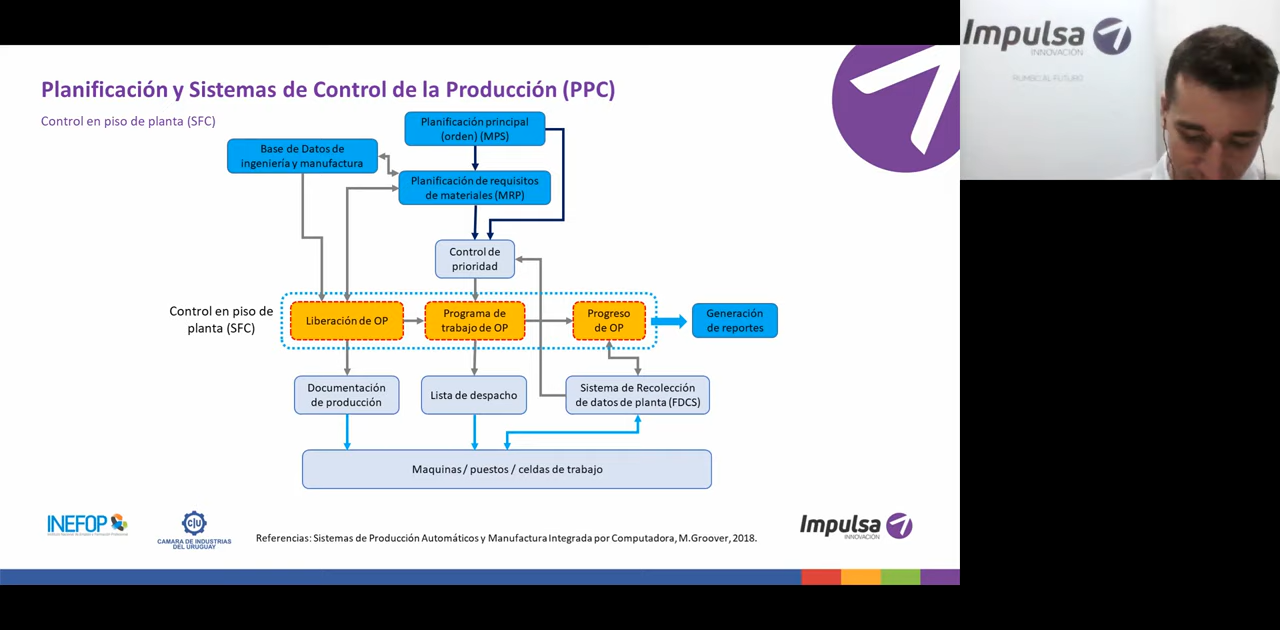 Planificación y Sistemas de Control de la Producción (PPC)
Control en piso de planta (SFC)
Planificación principal
(orden) (MPS)
Base de Datos de
ingeniería y manufactura
Planificación de requisitos
de materiales (MRP)
Control de
prioridad
Control en piso de
planta (SFC)
Liberación de OP
Programa de
trabajo de OP
Progreso
de OP
Generación
de reportes
Documentación
de producción
Lista de despacho
Sistema de Recolección
de datos de planta (FDCS)
Maquinas / puestos / celdas de trabajo
INEFOP
CIU
CAMARA DE INDUSTRIAS
DEL URUGUAY
Referencias: Sistemas de Producción Automáticos y Manufactura Integrada por Computadora, M.Groover, 2018.
Impulsa
INNOVACIÓN
Impulsa
INNOVACIÓN
RUMBO AL FUTURO